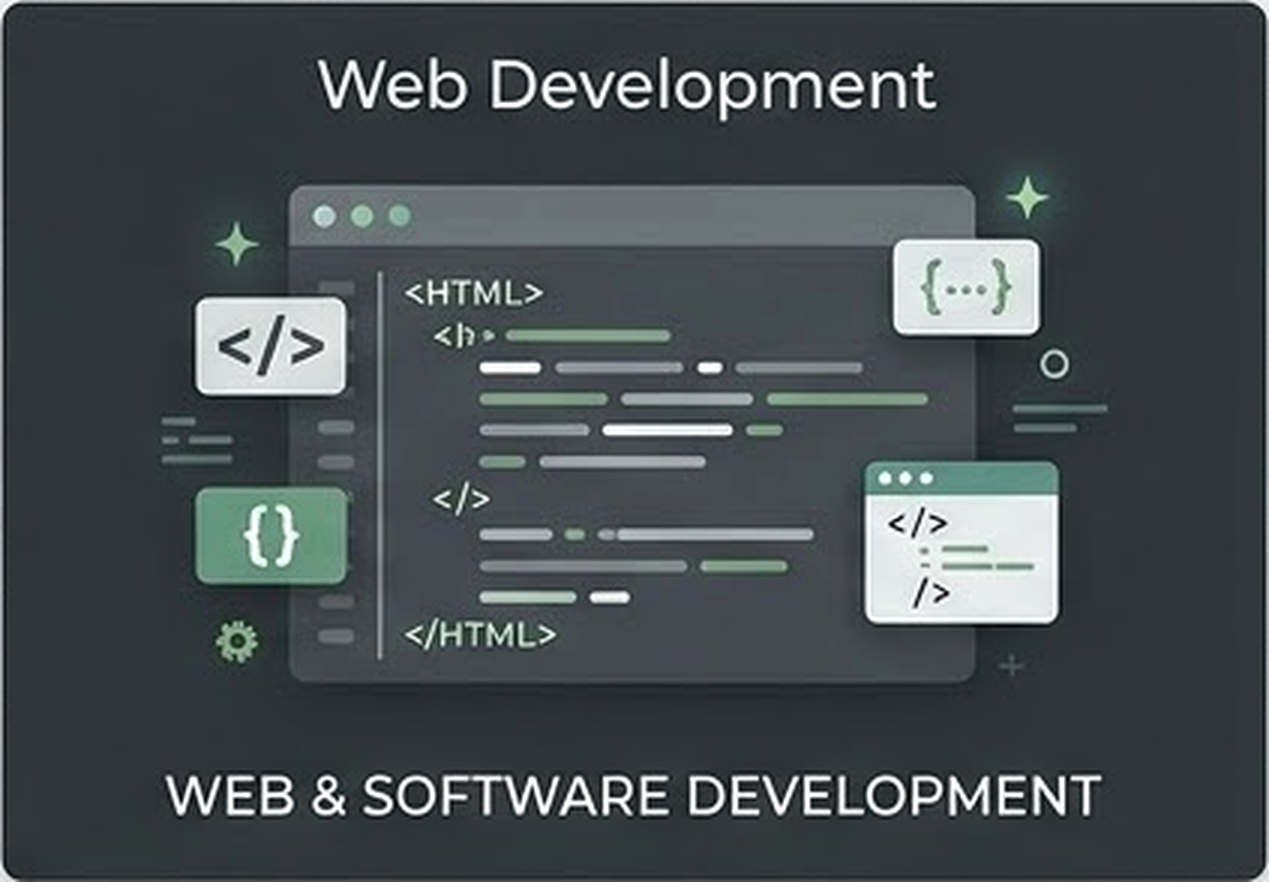 Web Development
<HTML>
</>
{...}
</>
{}
</>
/>
</HTML>
WEB & SOFTWARE DEVELOPMENT